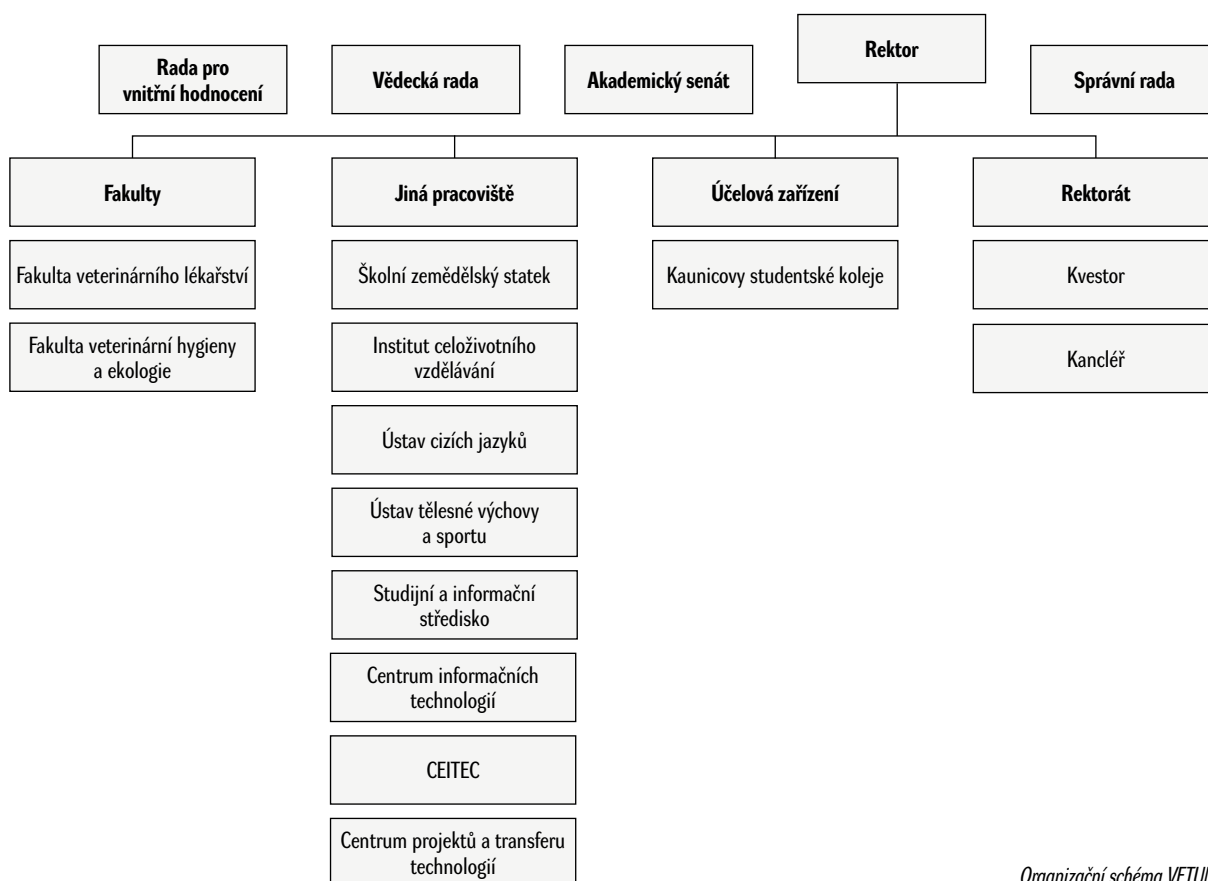 Rektor
Rada pro
vnitřní hodnocení
Vědecká rada
Akademický senát
Správní rada
Fakulty
Jiná pracoviště
Účelová zařízení
Rektorát
Fakulta veterinárního lékařství
Školní zemědělský statek
Kaunicovy studentské koleje
Kvestor
Fakulta veterinární hygieny
a ekologie
Institut celoživotního
vzdělávání
Kancléř
Ústav cizích jazyků
Ústav tělesné výchovy
a sportu
Studijní a informační
středisko
Centrum informačních
technologií
CEITEC
Centrum projektů a transferu
technologií
Organizační schéma